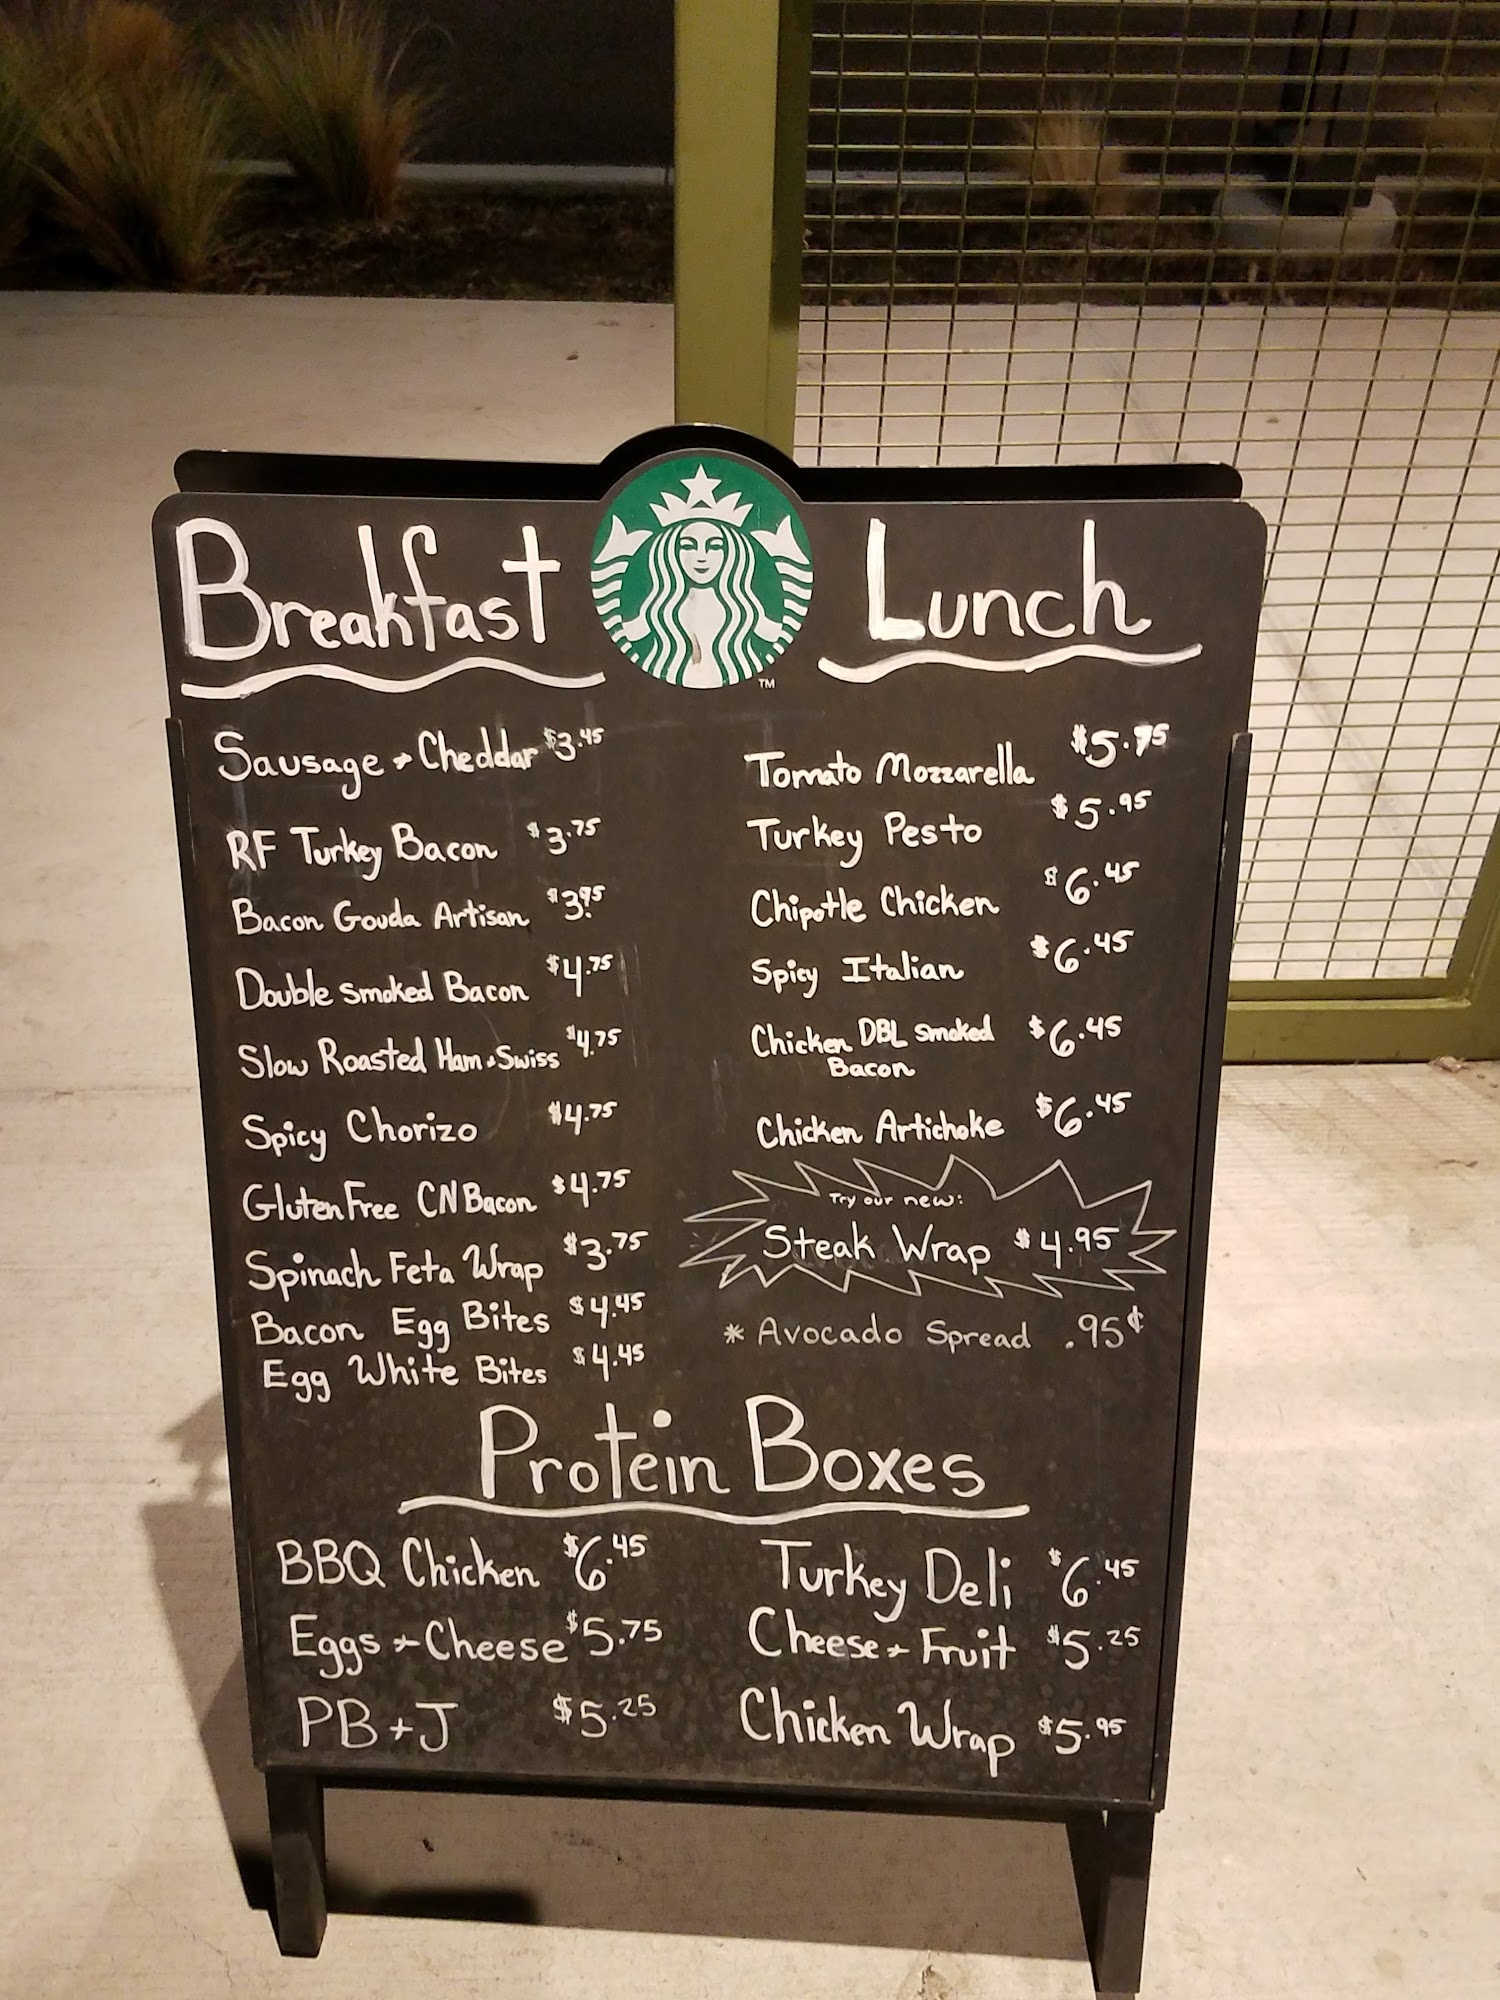 Breakfast
Sausage + Cheddar $3.45
RF Turkey Bacon $3.75
Bacon Gouda Artisan $3.95
Double Smoked Bacon $4.75
Slow Roasted Ham + Swiss $4.75
Spicy Chorizo $4.75
Gluten Free CN Bacon $4.75
Spinach Feta Wrap $3.75
Bacon Egg Bites $4.45
Egg White Bites $4.45
TM
Lunch
Tomato Mozzarella $5.95
Turkey Pesto $5.95
Chipotle Chicken $6.45
Spicy Italian $6.45
Chicken DBL Smoked $6.45
Bacon
Chicken Artichoke $6.45
Try our new:
Steak Wrap $4.95
* Avocado Spread .95¢
Protein Boxes
BBQ Chicken $6.45
Eggs + Cheese $5.75
PB+J $5.25
Turkey Deli $6.45
Cheese + Fruit $5.25
Chicken Wrap $5.95